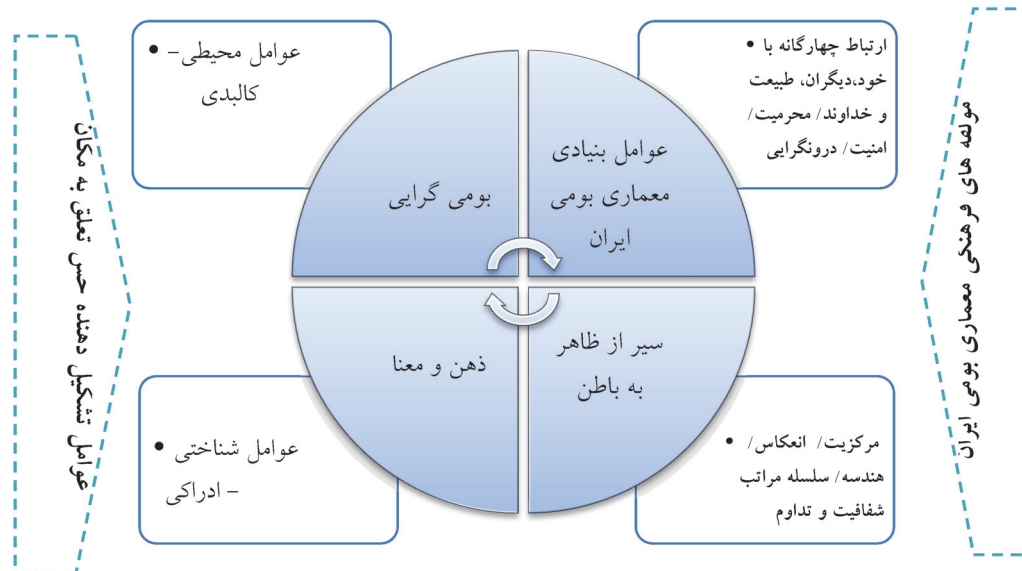 مولفه های فرهنگی معماری بومی ایران
ارتباط چهارگانه با •
خود،دیگران، طبیعت
و خداوند/ محرمیت/
امنیت/ درونگرایی
عوامل بنیادی
معماری بومی
ایران
بومی گرایی
عوامل محیطی– •
کالبدی
سیر از ظاهر
به باطن
ذهن و معنا
مرکزیت/ انعکاس/ •
هندسه/ سلسله مراتب
شفافیت و تداوم
عوامل شناختی •
– ادراکی
عوامل تشکیل دهنده حس تعلق به مکان